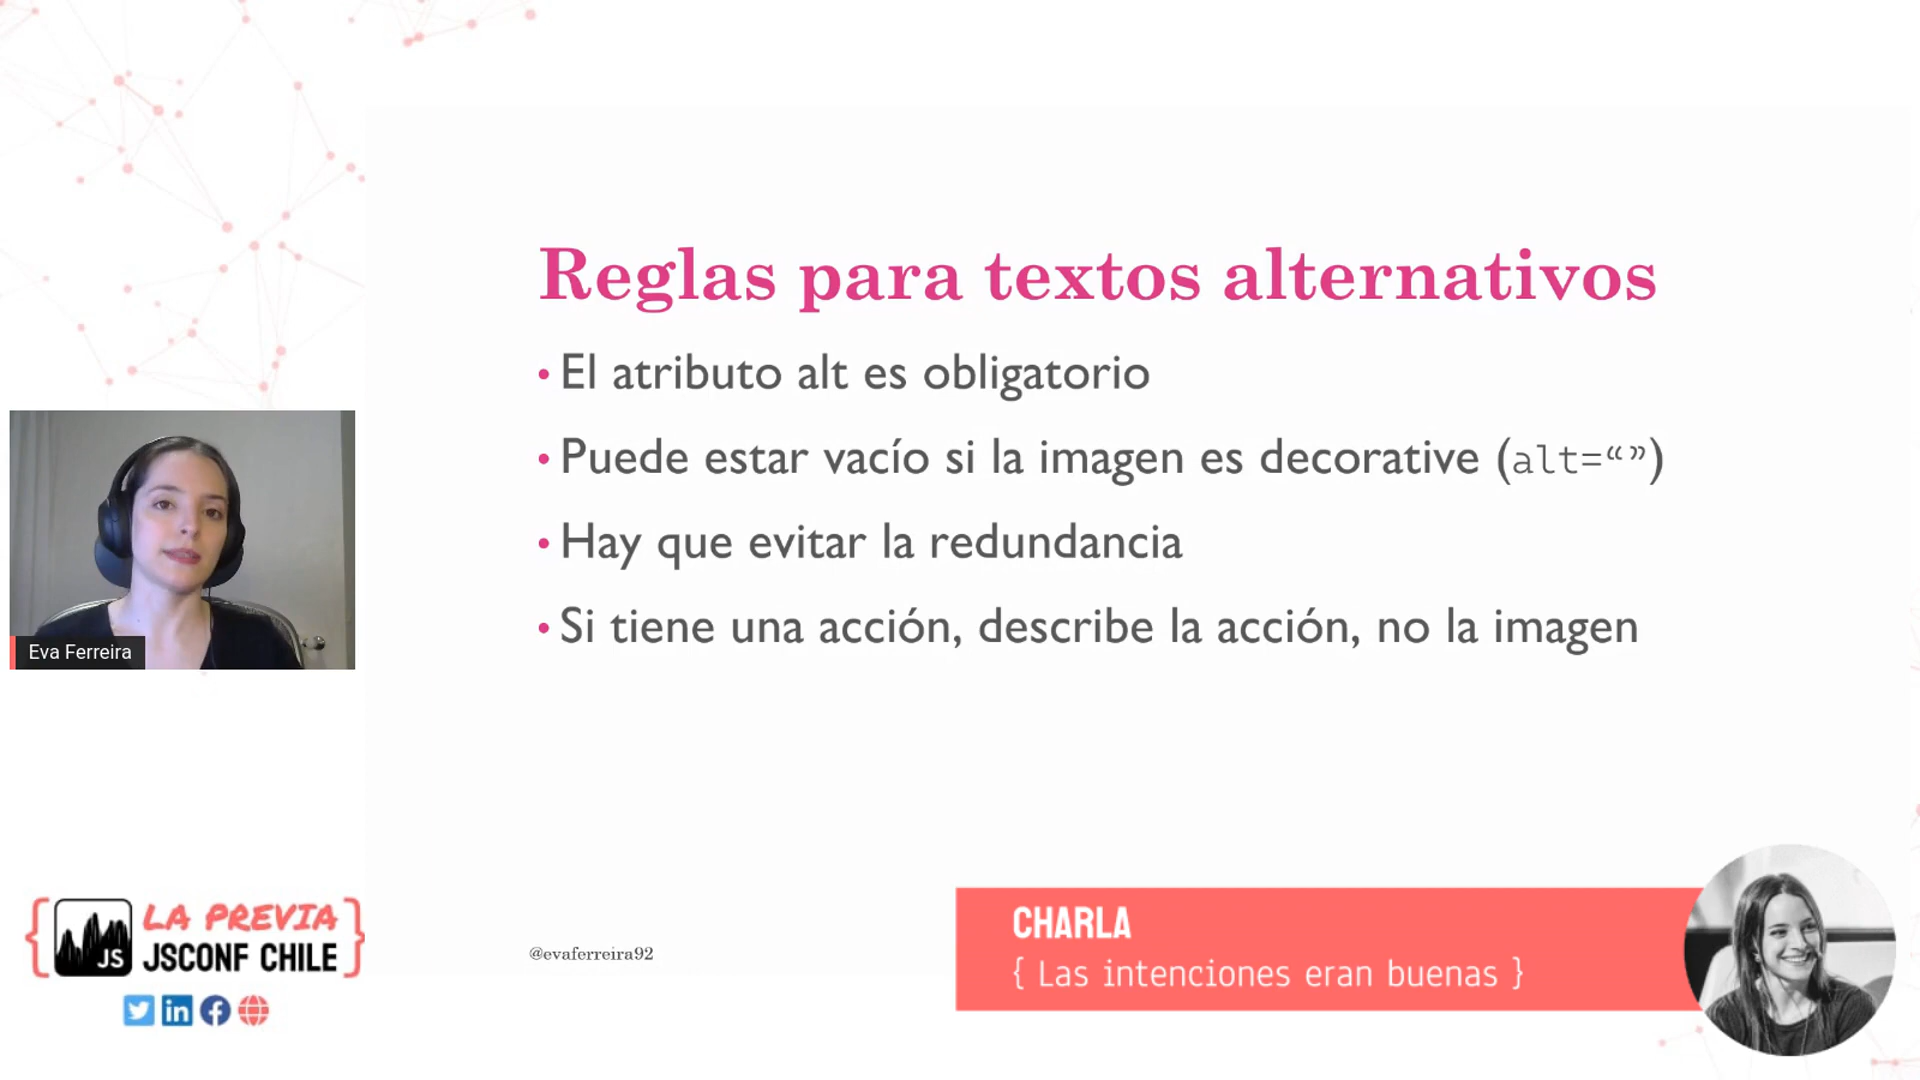 Reglas para textos alternativos
• El atributo alt es obligatorio
• Puede estar vacío si la imagen es decorative (alt=“”)
• Hay que evitar la redundancia
• Si tiene una acción, describe la acción, no la imagen
Eva Ferreira
JS
LA PREVIA
JSCONF CHILE
@evaferreira92
CHARLA
{ Las intenciones eran buenas }